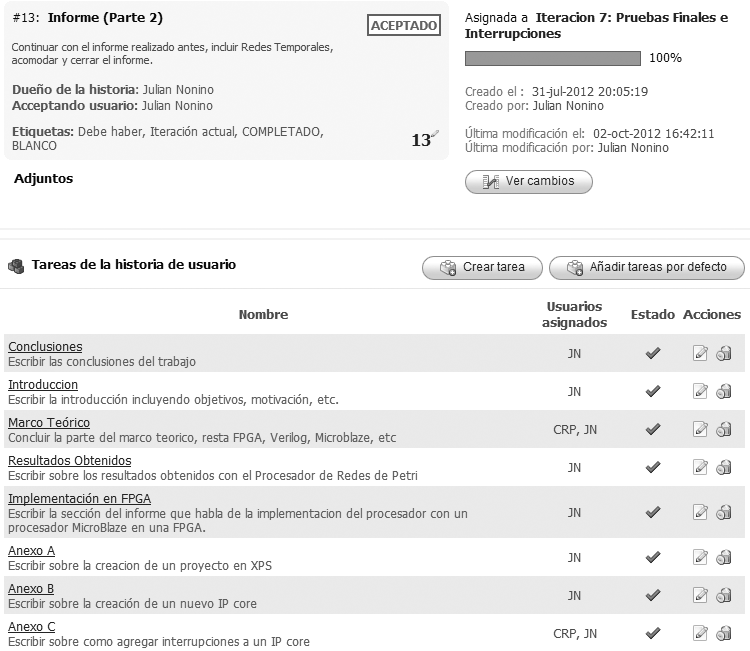 #13: Informe (Parte 2)
ACEPTADO
Continuar con el informe realizado antes, incluir Redes Temporales,
acomodar y cerrar el informe.
Dueño de la historia: Julian Nonino
Aceptando usuario: Julian Nonino
Etiquetas: Debe haber, Iteración actual, COMPLETADO,
BLANCO
13
Adjuntos
Asignada a Iteracion 7: Pruebas Finales e
Interrupciones
100%
Creado el : 31-jul-2012 20:05:19
Creado por: Julian Nonino
Última modificación el: 02-oct-2012 16:42:11
Última modificación por: Julian Nonino
Ver cambios
Tareas de la historia de usuario
Crear tarea
Añadir tareas por defecto
Nombre
Usuarios
asignados
Estado
Acciones
Conclusiones
Escribir las conclusiones del trabajo
JN
Introduccion
Escribir la introducción incluyendo objetivos, motivación, etc.
JN
Marco Teórico
Concluir la parte del marco teorico, resta FPGA, Verilog, Microblaze, etc
CRP, JN
Resultados Obtenidos
Escribir sobre los resultados obtenidos con el Procesador de Redes de Petri
JN
Implementación en FPGA
Escribir la sección del informe que habla de la implementacion del procesador con un
procesador MicroBlaze en una FPGA.
JN
Anexo A
Escribir sobre la creacion de un proyecto en XPS
JN
Anexo B
Escribir sobre la creación de un nuevo IP core
JN
Anexo C
Escribir sobre como agregar interrupciones a un IP core
CRP, JN